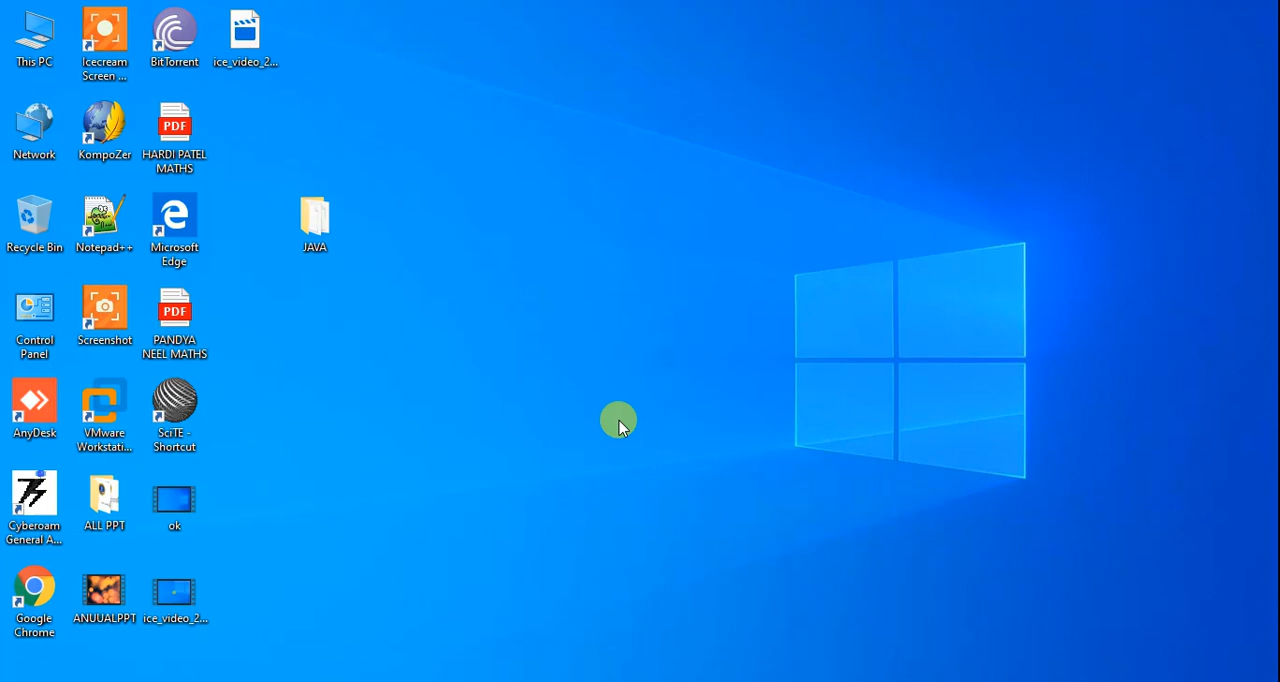 This PC
Icecream
Screen ...
BitTorrent
ice_video_2...
Network
KompoZer
PDF
HARDI PATEL
MATHS
Recycle Bin
Notepad++
Microsoft
Edge
JAVA
Control
Panel
Screenshot
PDF
PANDYA
NEEL MATHS
AnyDesk
VMware
Workstati...
SciTE -
Shortcut
Cyberoam
General A...
ALL PPT
ok
Google
Chrome
ANUUALPPT
ice_video_2...